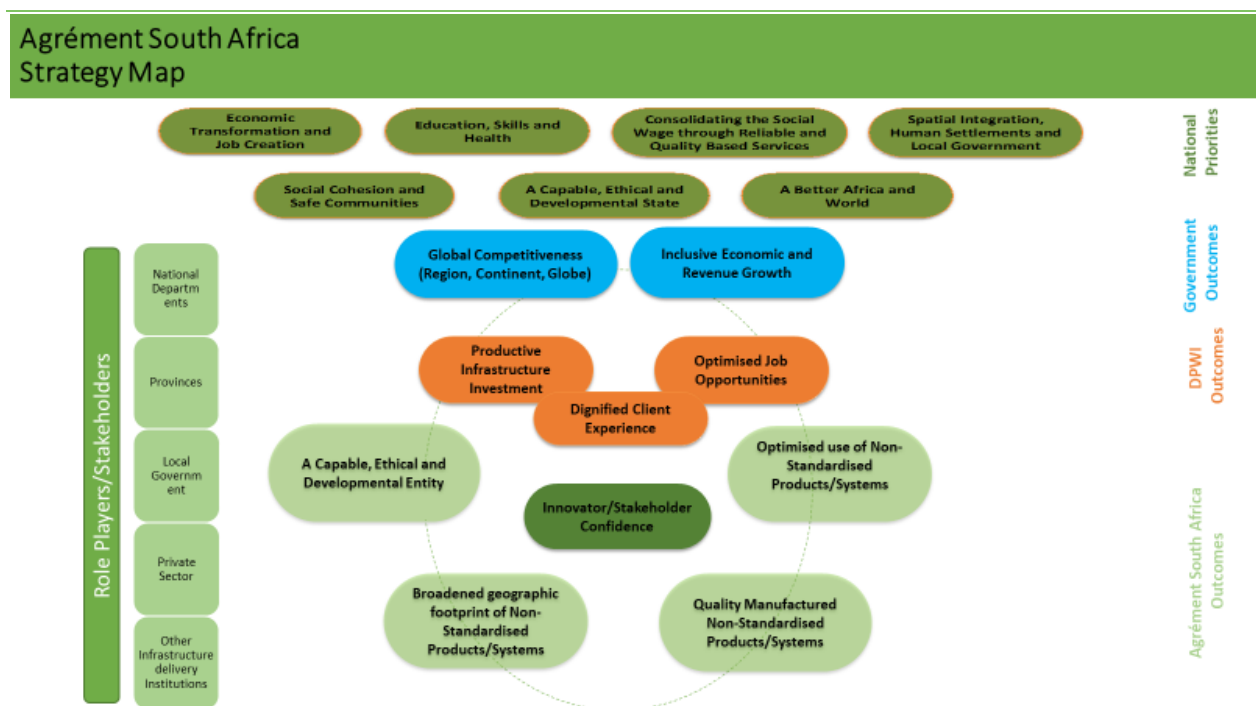 Agrément South Africa
Strategy Map
Economic
Transformation and
Job Creation
Education, Skills and
Health
Consolidating the Social
Wage through Reliable and
Quality Based Services
Spatial Integration,
Human Settlements and
Local Government
Social Cohesion and
Safe Communities
A Capable, Ethical and
Developmental State
A Better Africa and
World
National
Priorities
Global Competitiveness
(Region, Continent, Globe)
Inclusive Economic and
Revenue Growth
Government
Outcomes
Productive
Infrastructure
Investment
Optimised Job
Opportunities
Dignified Client
Experience
DPWI
Outcomes
A Capable, Ethical and
Developmental Entity
Optimised use of Non-
Standardised
Products/Systems
Innovator/Stakeholder
Confidence
Broadened geographic
footprint of Non-
Standardised
Products/Systems
Quality Manufactured
Non-Standardised
Products/Systems
Agrément South Africa
Outcomes
Role Players/Stakeholders
National
Departm
ents
Provinces
Local
Governm
ent
Private
Sector
Other
Infrastructure
delivery
Institutions